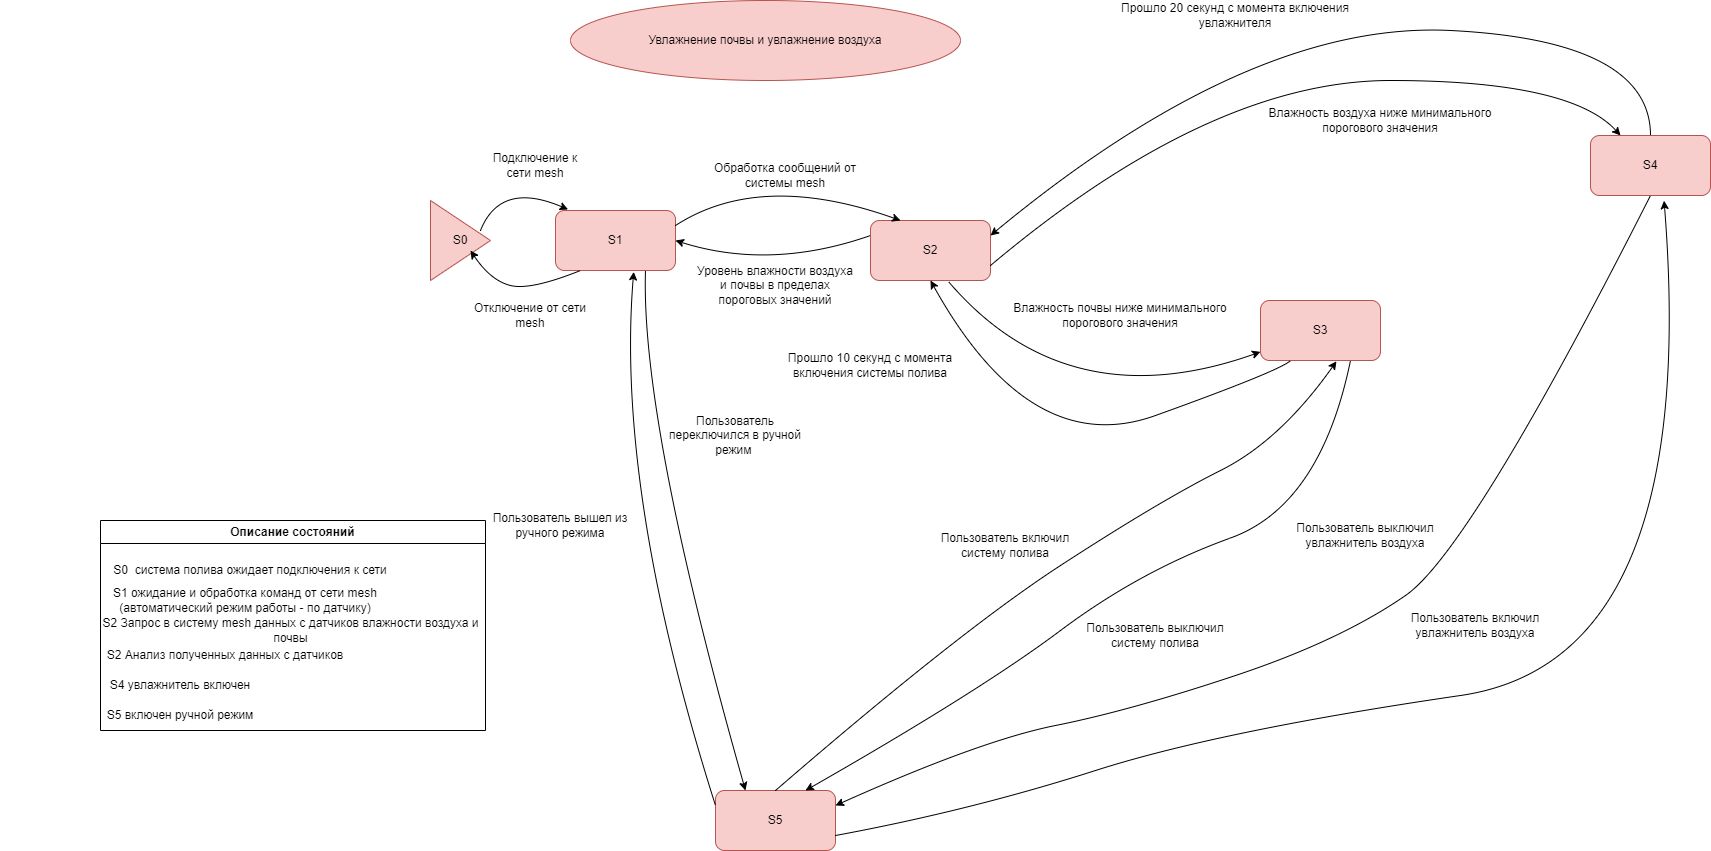 Прошло 20 секунд с момента включения
увлажнителя
Увлажнение почвы и увлажнение воздуха
Влажность воздуха ниже минимального
порогового значения
Подключение к
сети mesh
Обработка сообщений от
системы mesh
S4
S0
S1
S2
Уровень влажности воздуха
и почвы в пределах
пороговых значений
Отключение от сети
mesh
Влажность почвы ниже минимального
порогового значения
S3
Прошло 10 секунд с момента
включения системы полива
Пользователь
переключился в ручной
режим
Пользователь вышел из
ручного режима
Пользователь включил
систему полива
Пользователь выключил
увлажнитель воздуха
Пользователь включил
увлажнитель воздуха
Пользователь выключил
систему полива
Описание состояний
S0 система полива ожидает подключения к сети
S1 ожидание и обработка команд от сети mesh
(автоматический режим работы - по датчику)
S2 Запрос в систему mesh данных с датчиков влажности воздуха и
почвы
S2 Анализ полученных данных с датчиков
S4 увлажнитель включен
S5 включен ручной режим
S5